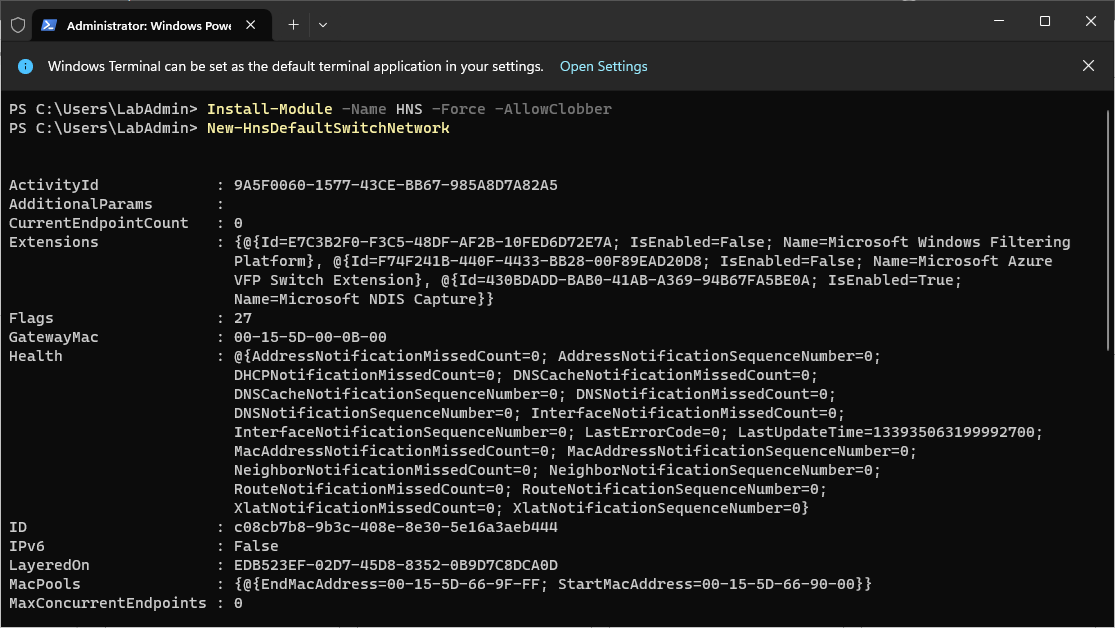 Administrator: Windows Powe
Windows Terminal can be set as the default terminal application in your settings. Open Settings
PS C:\Users\LabAdmin> Install-Module -Name HNS -Force -AllowClobber
PS C:\Users\LabAdmin> New-HnsDefaultSwitchNetwork
ActivityId : 9A5F0060-1577-43CE-BB67-985A8D7A82A5
AdditionalParams :
CurrentEndpointCount : 0
Extensions : {@{Id=E7C3B2F0-F3C5-48DF-AF2B-10FED6D72E7A; IsEnabled=False; Name=Microsoft Windows Filtering
Platform}, @{Id=F74F241B-440F-4433-BB28-00F89EAD20D8; IsEnabled=False; Name=Microsoft Azure
VFP Switch Extension}, @{Id=430BDADD-BAB0-41AB-A369-94B67FA5BE0A; IsEnabled=True;
Name=Microsoft NDIS Capture}}
Flags : 27
GatewayMac : 00-15-5D-00-0B-00
Health : @{AddressNotificationMissedCount=0; AddressNotificationSequenceNumber=0;
DHCPNotificationMissedCount=0; DNSCacheNotificationMissedCount=0;
DNSCacheNotificationSequenceNumber=0; DNSNotificationMissedCount=0;
DNSNotificationSequenceNumber=0; InterfaceNotificationMissedCount=0;
InterfaceNotificationSequenceNumber=0; LastErrorCode=0; LastUpdateTime=133935063199992700;
MacAddressNotificationMissedCount=0; MacAddressNotificationSequenceNumber=0;
NeighborNotificationMissedCount=0; NeighborNotificationSequenceNumber=0;
RouteNotificationMissedCount=0; RouteNotificationSequenceNumber=0;
XlatNotificationMissedCount=0; XlatNotificationSequenceNumber=0}
ID : c08cb7b8-9b3c-408e-8e30-5e16a3aeb444
IPv6 : False
LayeredOn : EDB523EF-02D7-45D8-8352-0B9D7C8DCA0D
MacPools : {@{EndMacAddress=00-15-5D-66-9F-FF; StartMacAddress=00-15-5D-66-90-00}}
MaxConcurrentEndpoints : 0